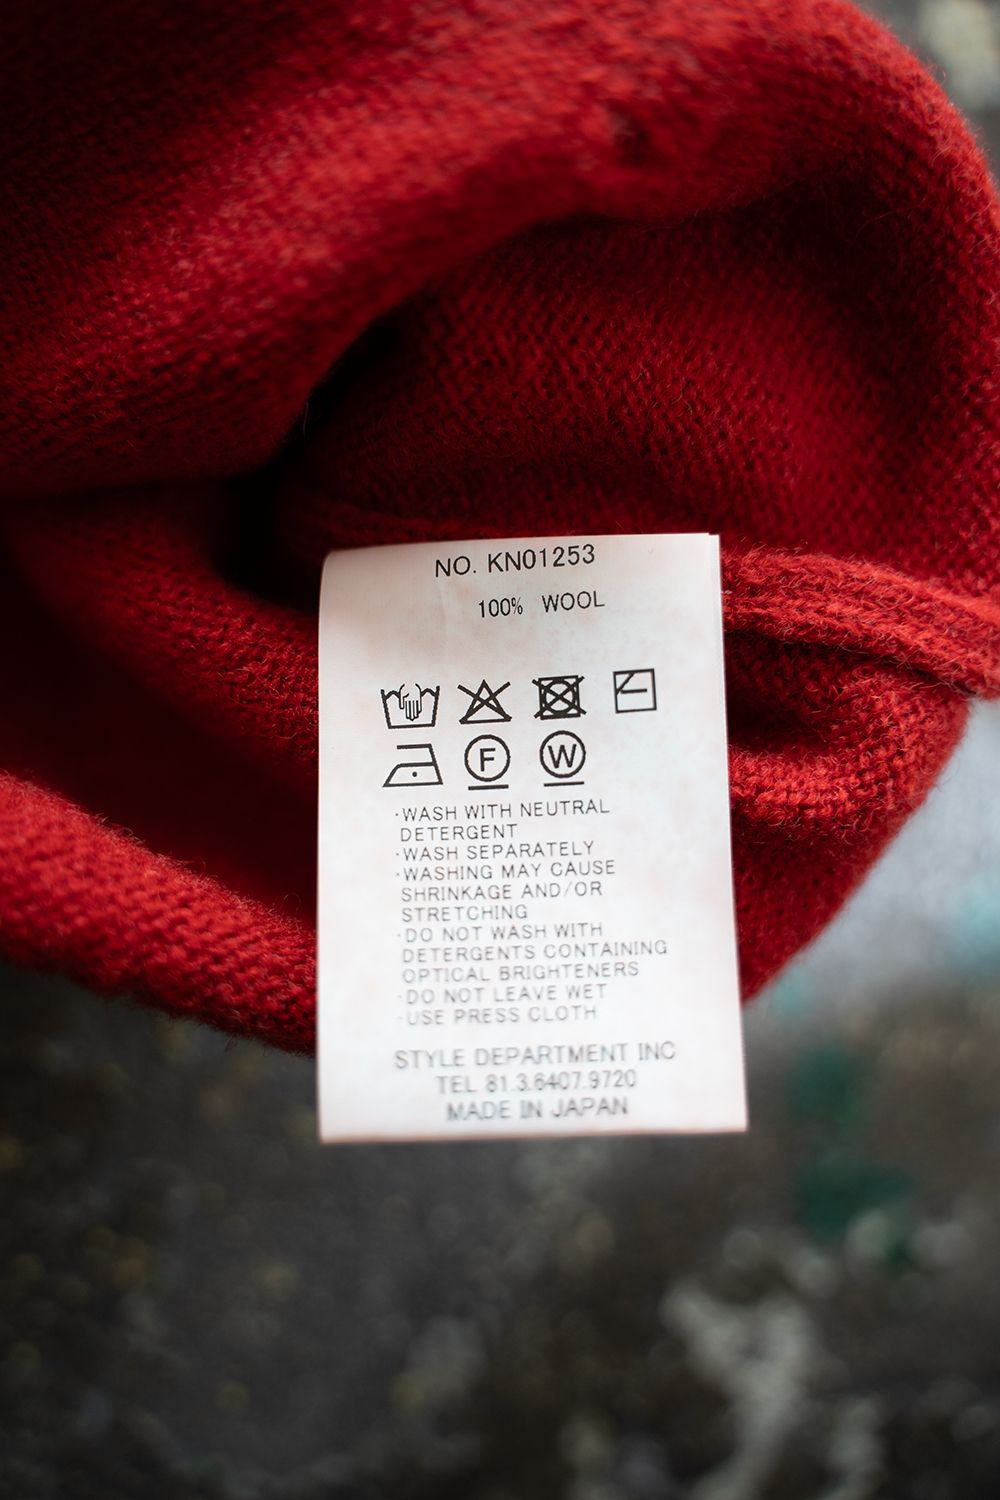 NO. KN01253
100% WOOL
F W
·WASH WITH NEUTRAL
DETERGENT
·WASH SEPARATELY
·WASHING MAY CAUSE
SHRINKAGE AND/OR
STRETCHING
·DO NOT WASH WITH
DETERGENTS CONTAINING
OPTICAL BRIGHTENERS
·DO NOT LEAVE WET
·USE PRESS CLOTH
STYLE DEPARTMENT INC
TEL 81.3.6407.9720
MADE IN JAPAN